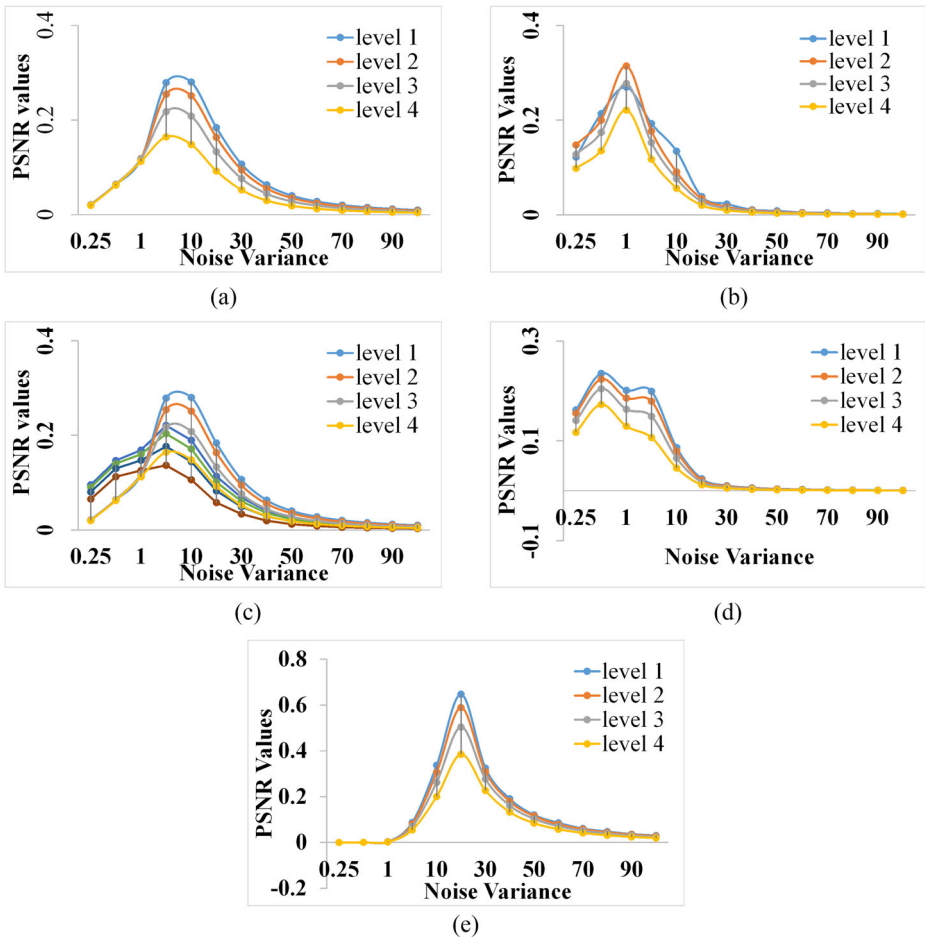 PSNR values
0.4
0.2
0
level 1
level 2
level 3
level 4
0.25 1 10 30 50 70 90
Noise Variance
(a)
PSNR Values
0.4
0.2
0
level 1
level 2
level 3
level 4
0.25 1 10 30 50 70 90
Noise Variance
(b)
PSNR values
0.4
0.2
0
level 1
level 2
level 3
level 4
0.25 1 10 30 50 70 90
Noise Variance
(c)
PSNR Values
0.3
0.1
-0.1
level 1
level 2
level 3
level 4
0.25 1 10 30 50 70 90
Noise Variance
(d)
PSNR Values
0.8
0.6
0.4
0.2
0
-0.2
level 1
level 2
level 3
level 4
0.25 1 10 30 50 70 90
Noise Variance
(e)